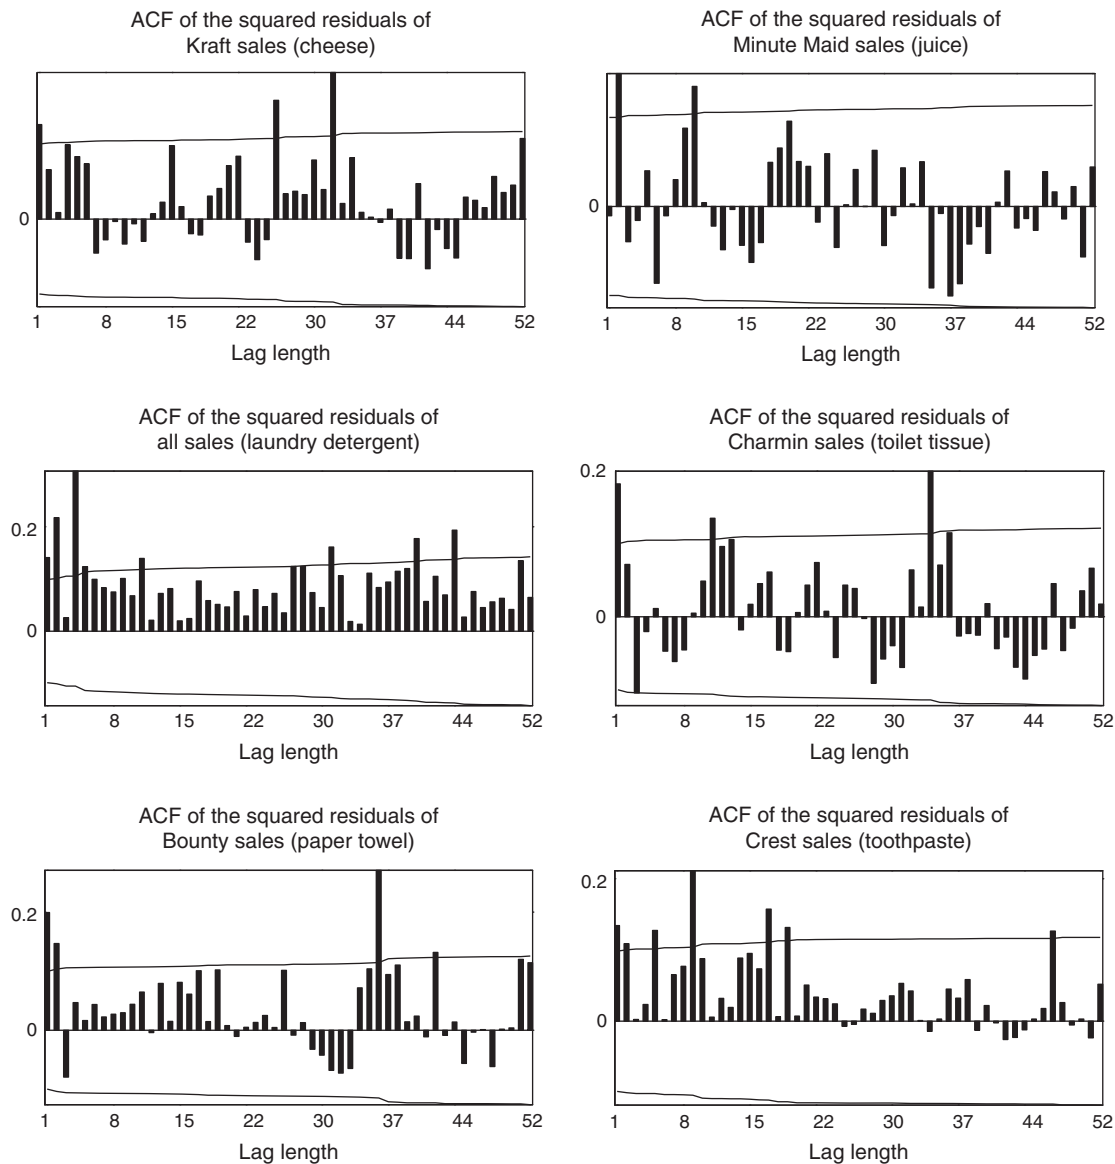 ACF of the squared residuals of
Kraft sales (cheese)
0
1 8 15 22 30 37 44 52
Lag length
ACF of the squared residuals of
Minute Maid sales (juice)
0
1 8 15 22 30 37 44 52
Lag length
ACF of the squared residuals of
all sales (laundry detergent)
0.2
0
1 8 15 22 30 37 44 52
Lag length
ACF of the squared residuals of
Charmin sales (toilet tissue)
0.2
0
1 8 15 22 30 37 44 52
Lag length
ACF of the squared residuals of
Bounty sales (paper towel)
0.2
0
1 8 15 22 30 37 44 52
Lag length
ACF of the squared residuals of
Crest sales (toothpaste)
0.2
0
1 8 15 22 30 37 44 52
Lag length